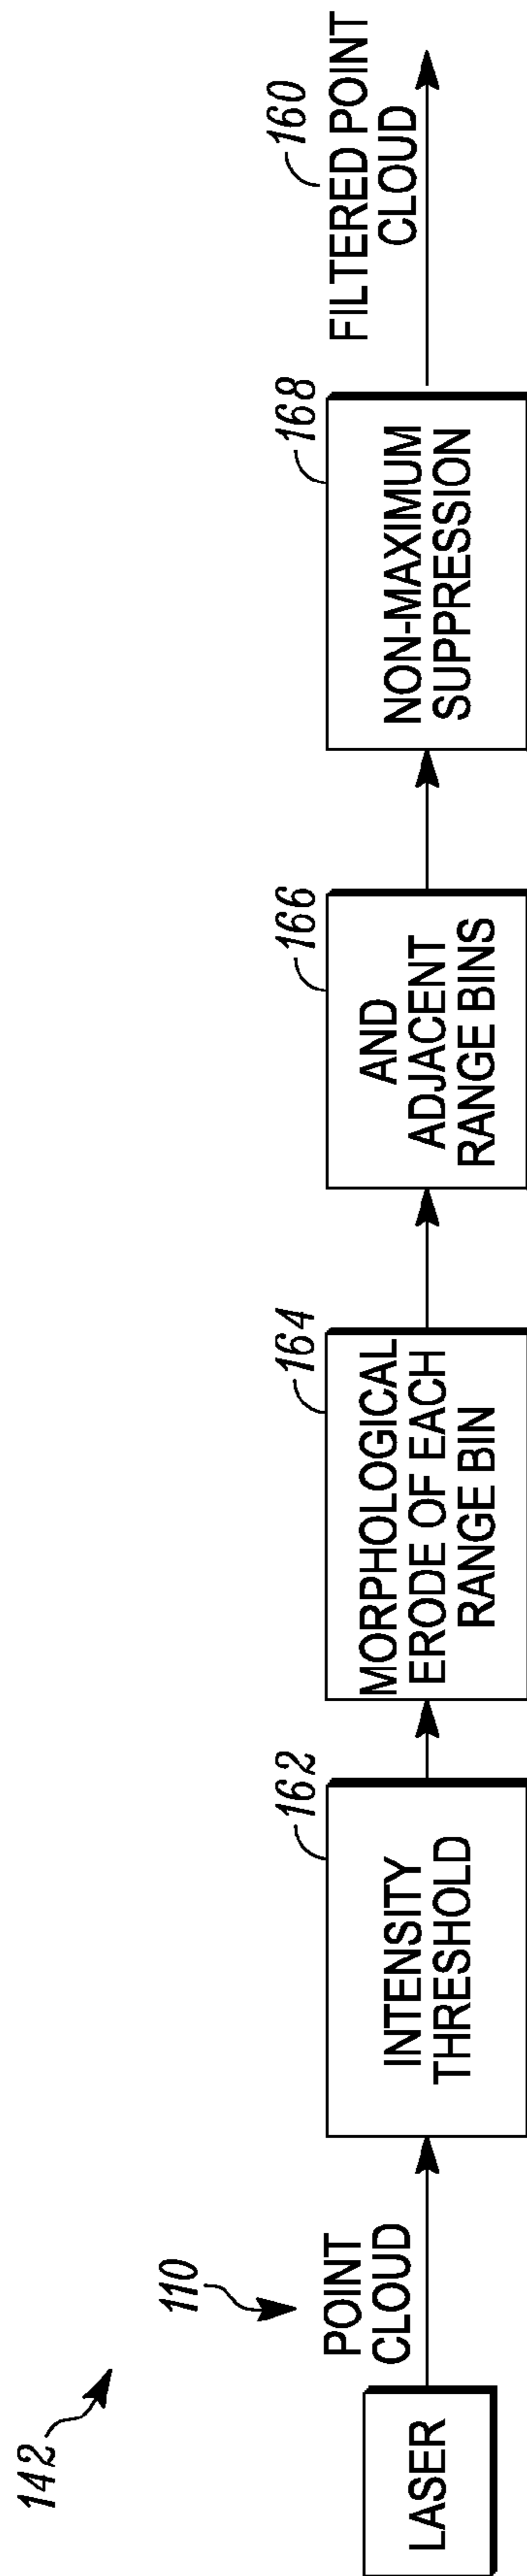 142
LASER
110
POINT
CLOUD
162
INTENSITY
THRESHOLD
164
MORPHOLOGICAL
ERODE OF EACH
RANGE BIN
166
AND
ADJACENT
RANGE BINS
168
NON-MAXIMUM
SUPPRESSION
160
FILTERED POINT
CLOUD